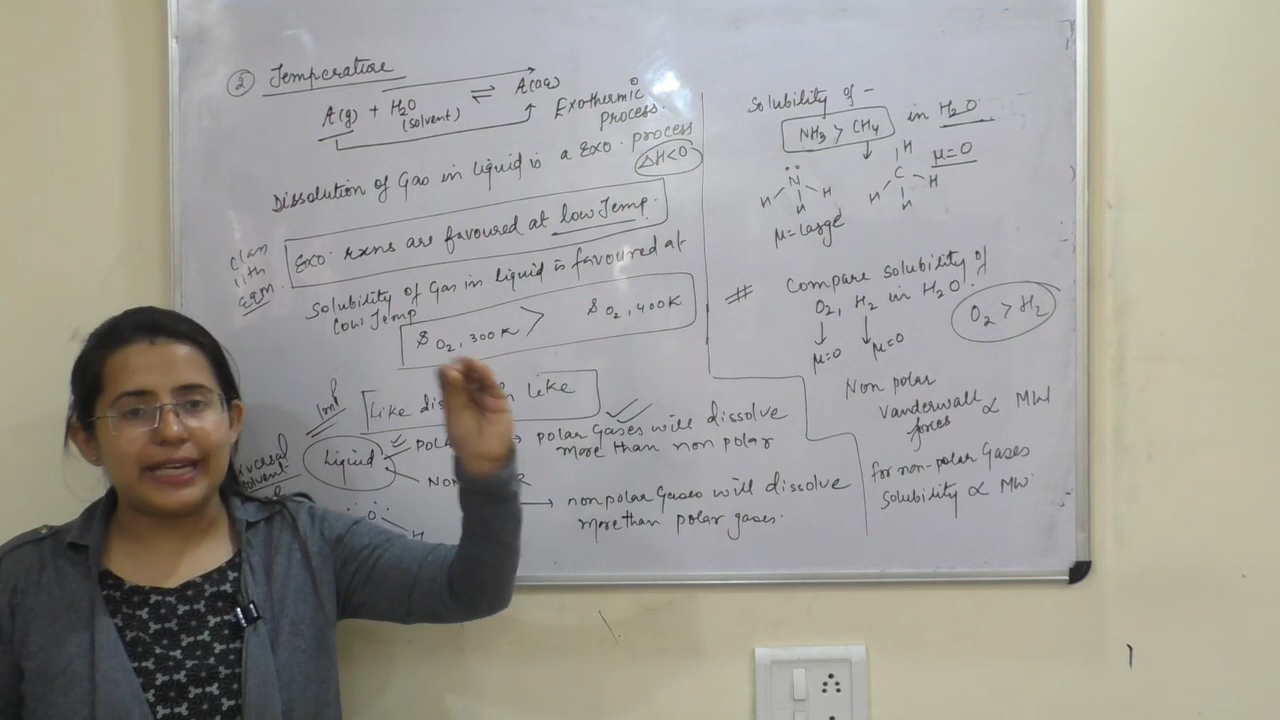 ② Temperature
A(g) + H₂O ⇌ A(aq)
(solvent)
Exothermic
process.
Dissolution of Gas in liquid is a Exo. process
ΔH<0
Exo. rxns are favoured at low Temp.
class
11th
eqm.
Solubility of Gas in liquid is favoured at
low Temp
S O₂, 300K > S O₂, 400K
Imp
Like in like
Liquid
solvent
POLA → polar Gases will dissolve
more than non polar
NON R
→ nonpolar gases will dissolve
more than polar gases.
O
H
Solubility of -
NH₃ > CH₄ in H₂O.
μ=0
H
N C
H H H H
H H
μ=large
# Compare solubility of
O₂, H₂ in H₂O.
O₂ > H₂
μ=0 μ=0
Non polar
Vanderwall ∝ MW
forces
for non-polar Gases
solubility ∝ MW.